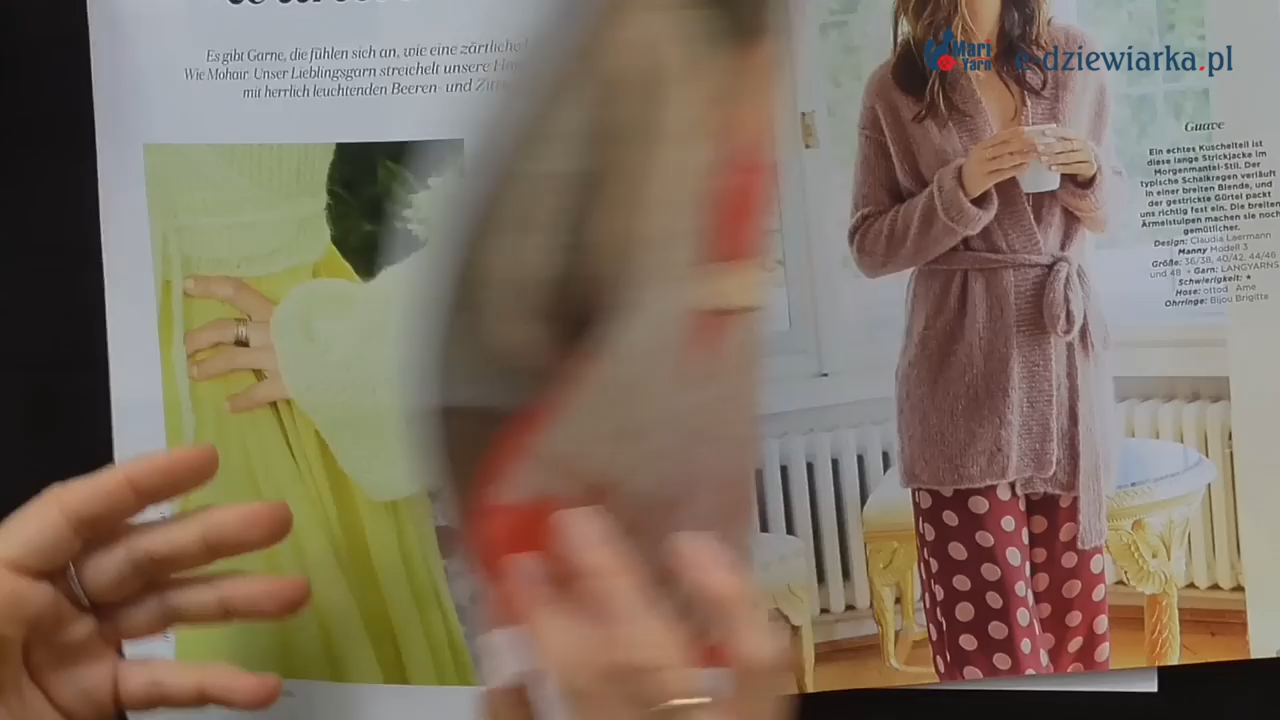 Es gibt Garne, die fühlen sich an, wie eine zärtliche
Wie Mohair. Unser Lieblingsgarn streichelt unsere
mit herrlich leuchtenden Beeren- und
Mari
Yarn
e-dziewiarka.pl
Guave
Ein echtes Kuschelteil ist
diese lange Strickjacke im
Morgenmantel-Stil. Der
typische Schalkragen verläuft
in einer breiten Blende, und
der gestrickte Gürtel packt
uns richtig fest ein. Die breiten
Ärmelstulpen machen sie noch
gemütlicher.
Design: Claudia Laermann
Manny Modell 3
Größe: 36/38, 40/42, 44/46
und 48 • Garn: LANGYARNS
Schwierigkeit: ★
Hose: ottod Ame
Ohrringe: Bijou Brigitte